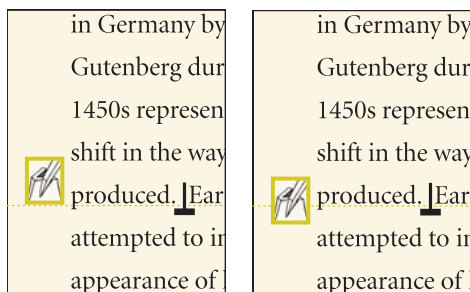 in Germany by
Gutenberg dur
1450s represen
shift in the way
produced. Ear
attempted to in
appearance of
in Germany by
Gutenberg dur
1450s represen
shift in the way
produced. Ear
attempted to in
appearance of